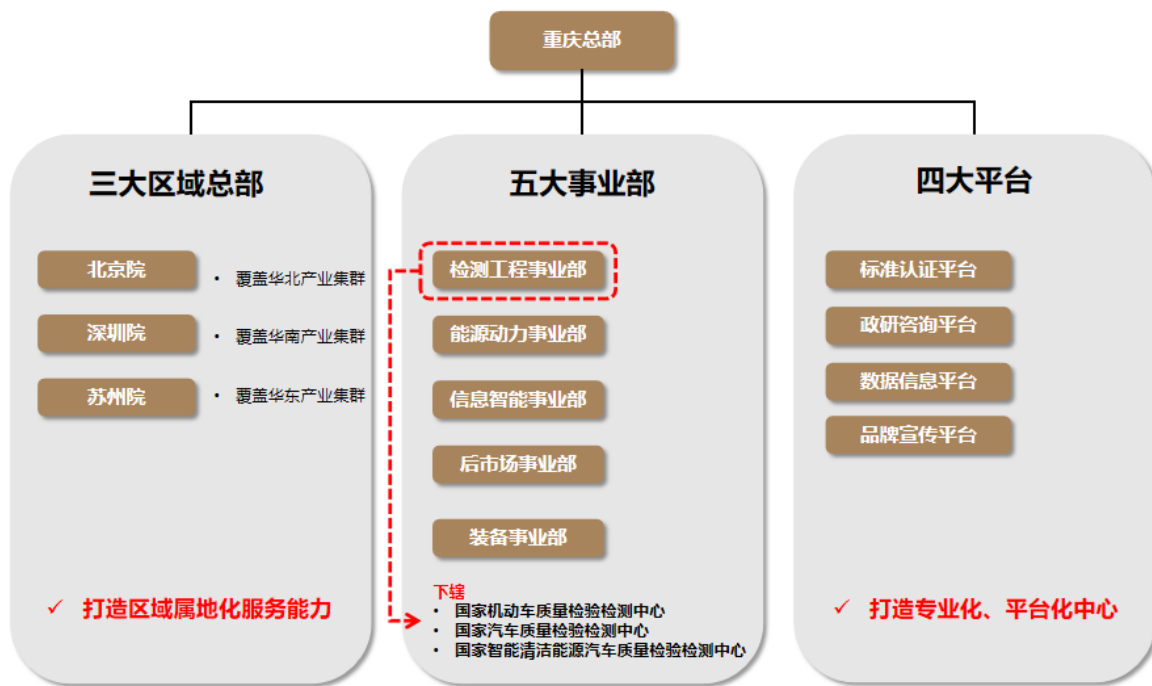 重庆总部
三大区域总部
北京院
• 覆盖华北产业集群
深圳院
• 覆盖华南产业集群
苏州院
• 覆盖华东产业集群
✓ 打造区域属地化服务能力
五大事业部
检测工程事业部
能源动力事业部
信息智能事业部
后市场事业部
装备事业部
下辖
• 国家机动车质量检验检测中心
• 国家汽车质量检验检测中心
• 国家智能清洁能源汽车质量检验检测中心
四大平台
标准认证平台
政研咨询平台
数据信息平台
品牌宣传平台
✓ 打造专业化、平台化中心